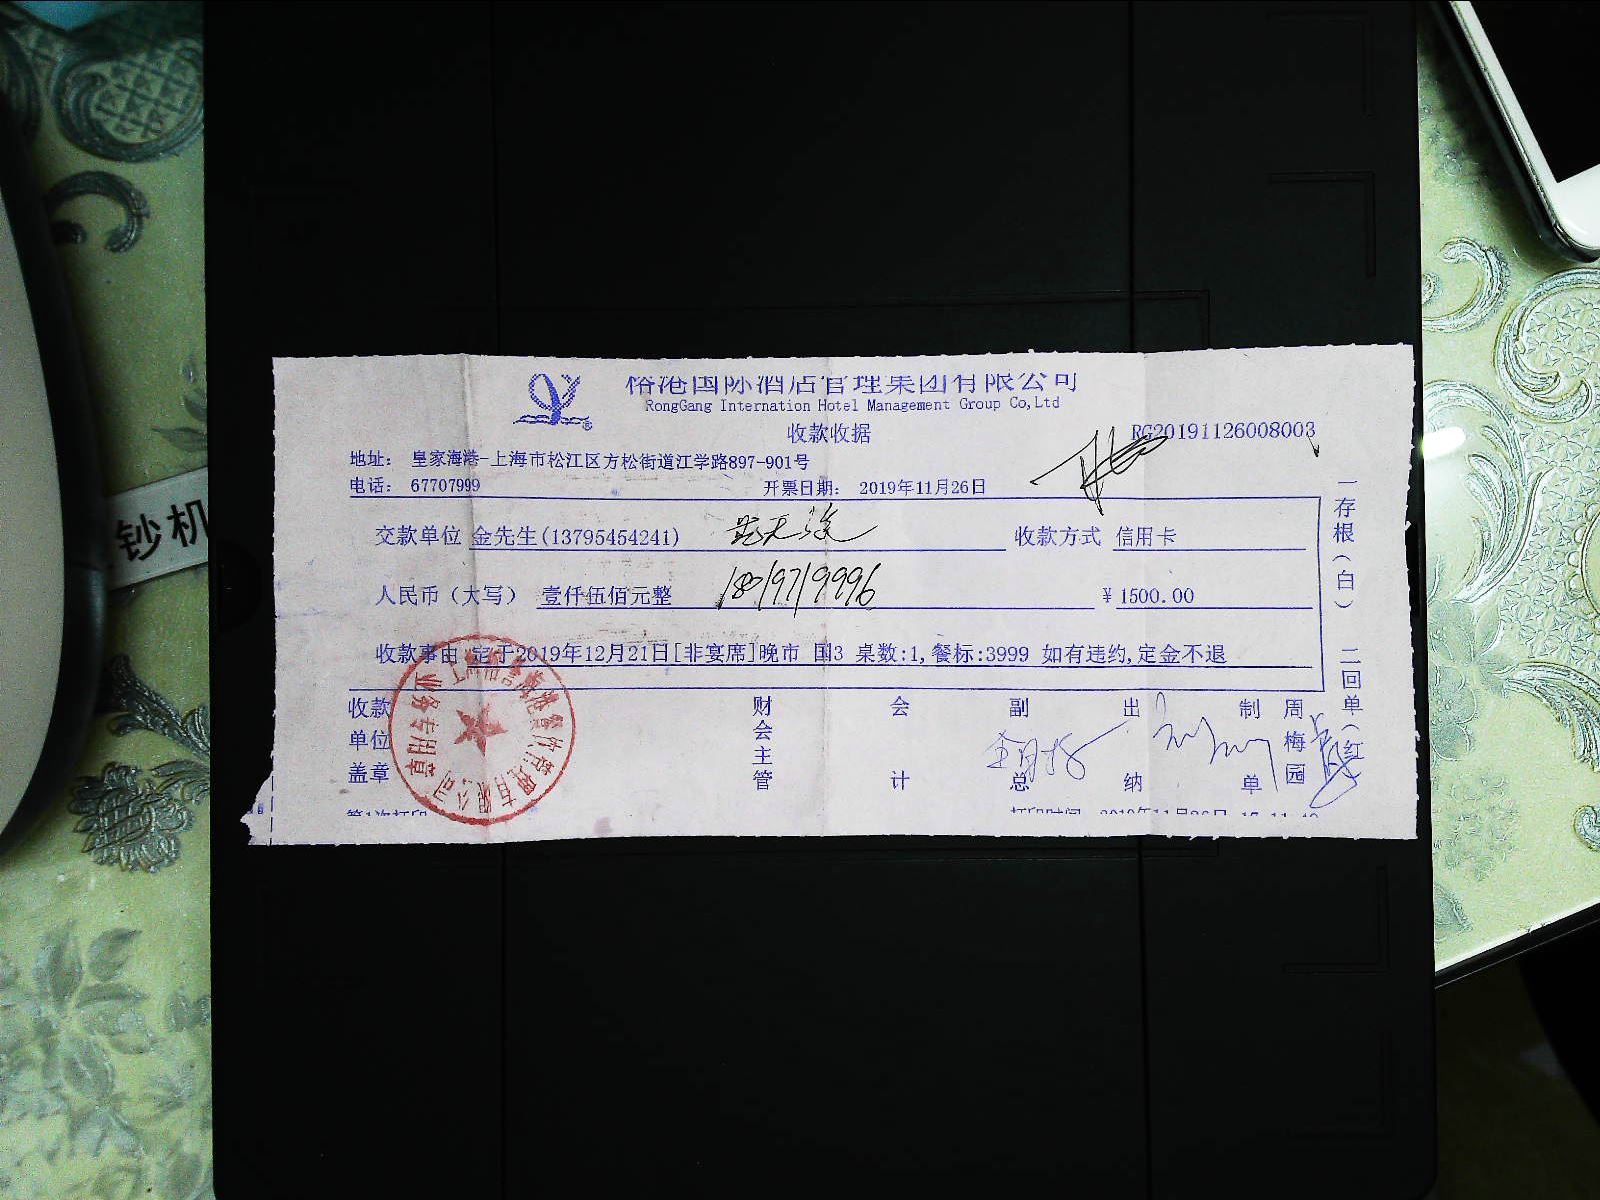 港国际酒店管理集团有限公司
RongGang Internation Hotel Management Group Co,Ltd
收款收据
RG20191126008003
地址: 皇家海港-上海市松江区方松街道江学路897-901号
电话: 67707999 开票日期: 2019年11月26日
交款单位 金先生(13795454241) 收款方式 信用卡
人民币(大写) 壹仟伍佰元整 ¥1500.00
收款事由 定于2019年12月21日[非宴席]晚市 国3 桌数:1,餐标:3999 如有违约,定金不退
收款单位盖章 财会主管 会计 副总 出纳 制单 周梅园
业务专用章
一存根(白) 二回单(红
钞机